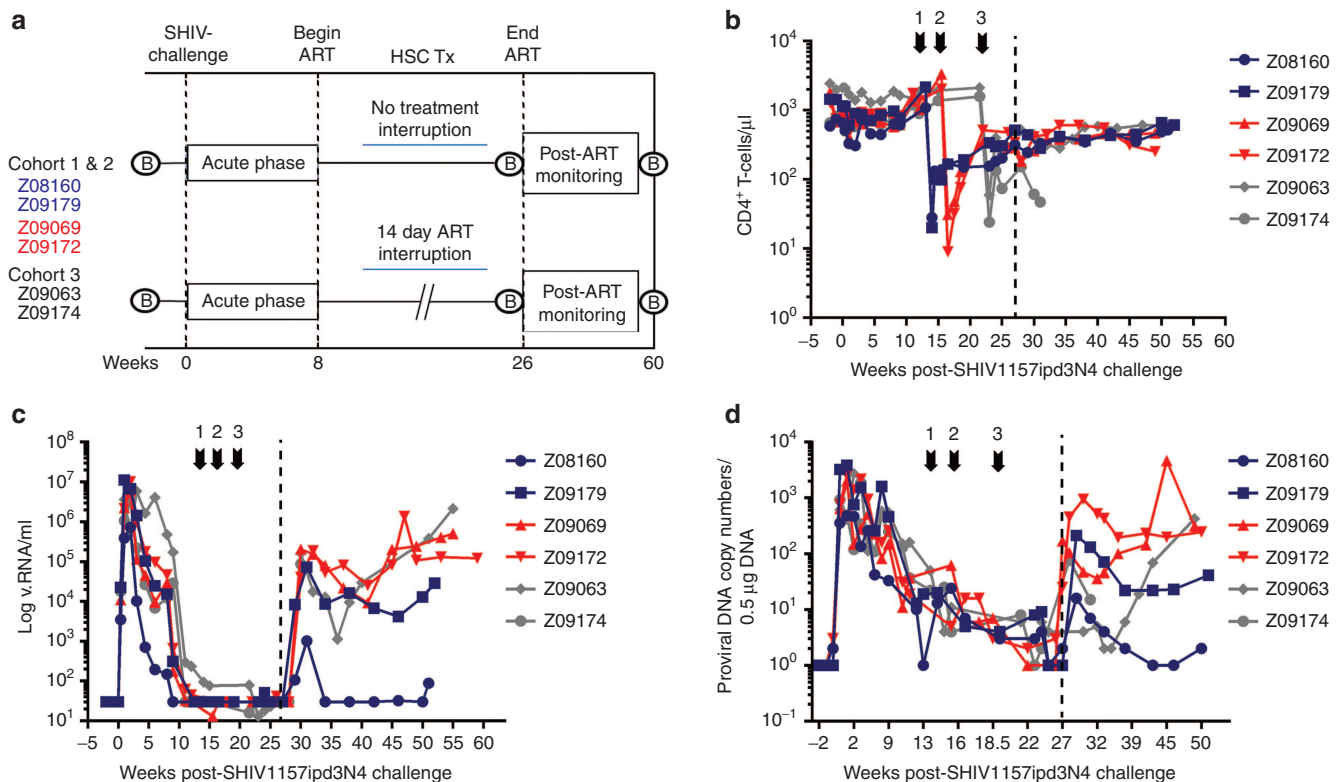 a
SHIV-
challenge
Begin
ART
HSC Tx
End
ART
No treatment
interruption
Cohort 1 & 2
Z08160
Z09179
Z09069
Z09172
B
Acute phase
B
Post-ART
monitoring
B
14 day ART
interruption
Cohort 3
Z09063
Z09174
B
Acute phase
B
Post-ART
monitoring
B
Weeks
0
8
26
60
b
1 2 3
CD4+ T-cells/µl
10^4
10^3
10^2
10^1
10^0
−5 0 5 10 15 20 25 30 35 40 45 50 55 60
Weeks post-SHIV1157ipd3N4 challenge
Z08160
Z09179
Z09069
Z09172
Z09063
Z09174
c
1 2 3
Log v.RNA/ml
10^8
10^7
10^6
10^5
10^4
10^3
10^2
10^1
−5 0 5 10 15 20 25 30 35 40 45 50 55 60
Weeks post-SHIV1157ipd3N4 challenge
Z08160
Z09179
Z09069
Z09172
Z09063
Z09174
d
1 2 3
Proviral DNA copy numbers/
0.5 µg DNA
10^4
10^3
10^2
10^1
10^0
10^−1
−2 2 9 13 16 18.5 22 27 32 39 45 50
Weeks post-SHIV1157ipd3N4 challenge
Z08160
Z09179
Z09069
Z09172
Z09063
Z09174